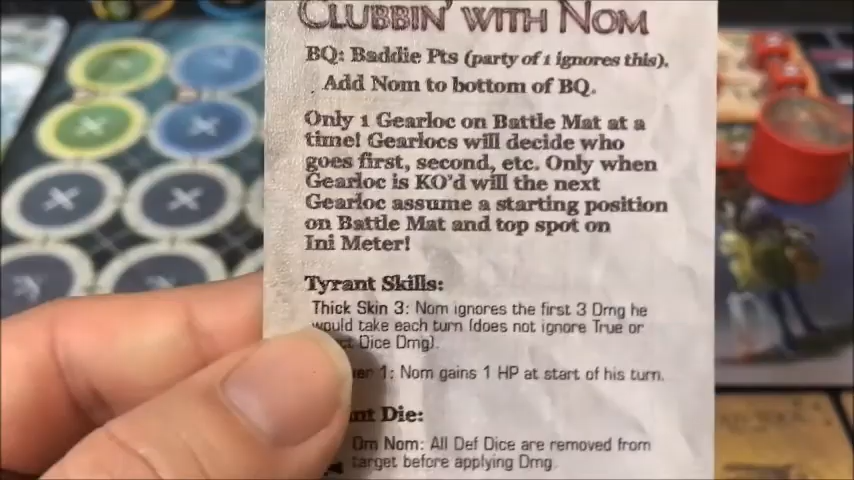 Clubbin' with Nom
BQ: Baddie Pts (party of 1 ignores this).
Add Nom to bottom of BQ.
Only 1 Gearloc on Battle Mat at a
time! Gearlocs will decide who
goes first, second, etc. Only when
Gearloc is KO'd will the next
Gearloc assume a starting position
on Battle Mat and top spot on
Ini Meter!
Tyrant Skills:
Thick Skin 3: Nom ignores the first 3 Dmg he
would take each turn (does not ignore True or
Dice Dmg).
1: Nom gains 1 HP at start of his turn.
Die:
Om Nom: All Def Dice are removed from
target before applying Dmg.